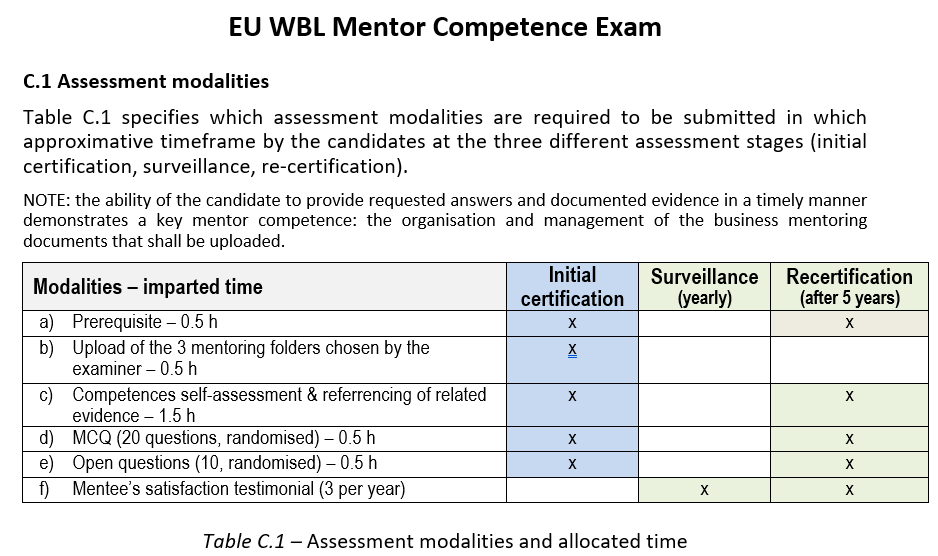 EU WBL Mentor Competence Exam
C.1 Assessment modalities
Table C.1 specifies which assessment modalities are required to be submitted in which
approximative timeframe by the candidates at the three different assessment stages (initial
certification, surveillance, re-certification).
NOTE: the ability of the candidate to provide requested answers and documented evidence in a timely manner
demonstrates a key mentor competence: the organisation and management of the business mentoring
documents that shall be uploaded.
Modalities – imparted time Initial certification Surveillance (yearly) Recertification (after 5 years)
a) Prerequisite – 0.5 h x x
b) Upload of the 3 mentoring folders chosen by the x
examiner – 0.5 h
c) Competences self-assessment & referrencing of related x x
evidence – 1.5 h
d) MCQ (20 questions, randomised) – 0.5 h x x
e) Open questions (10, randomised) – 0.5 h x x
f) Mentee's satisfaction testimonial (3 per year) x x
Table C.1 – Assessment modalities and allocated time